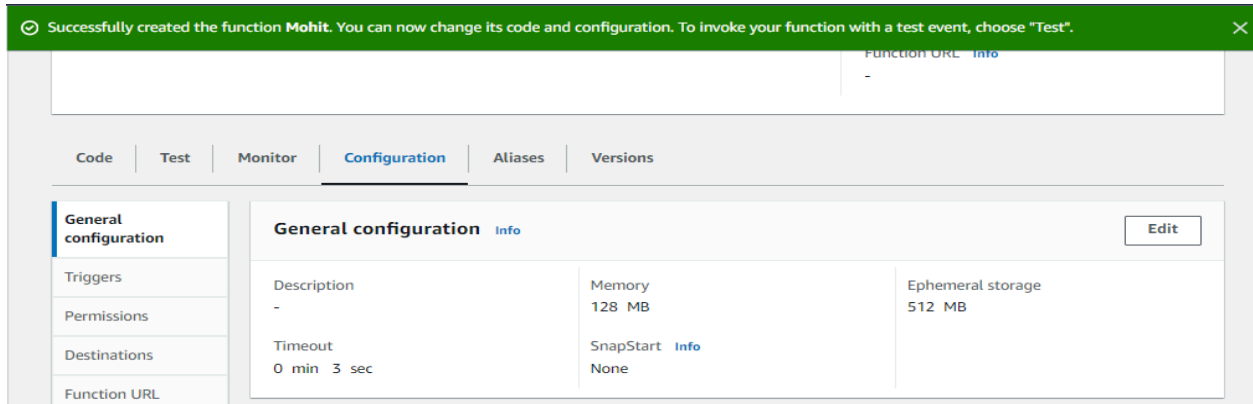 Successfully created the function Mohit. You can now change its code and configuration. To invoke your function with a test event, choose "Test".
Function URL Info
-
Code Test Monitor Configuration Aliases Versions
General configuration
General configuration Info Edit
Triggers
Permissions
Destinations
Function URL
Description
-
Memory
128 MB
Ephemeral storage
512 MB
Timeout
0 min 3 sec
SnapStart Info
None